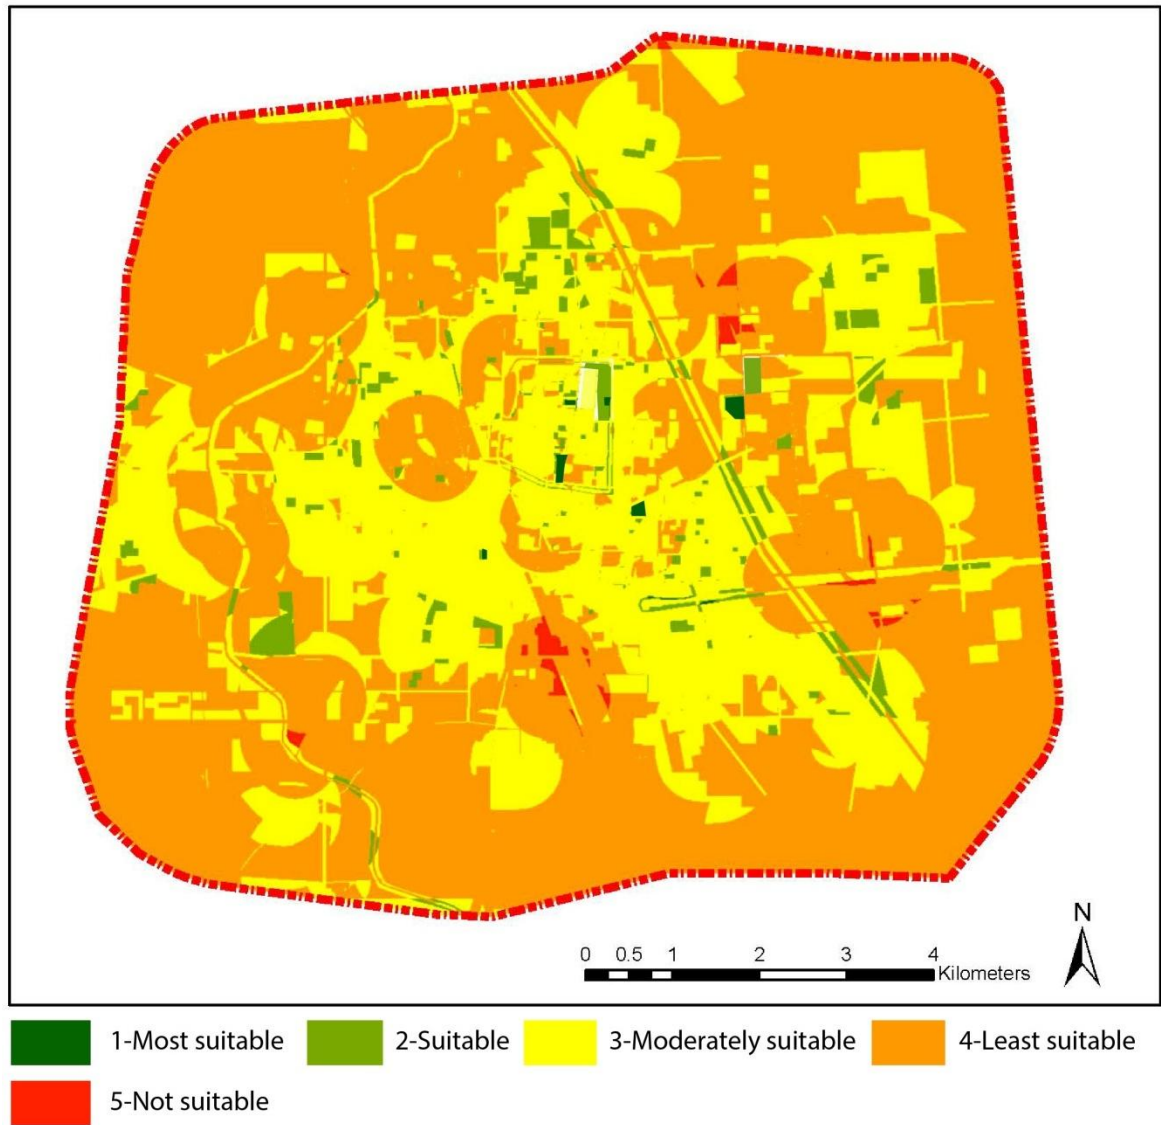 N
0 0.5 1 2 3 4
Kilometers
1-Most suitable 2-Suitable 3-Moderately suitable 4-Least suitable
5-Not suitable